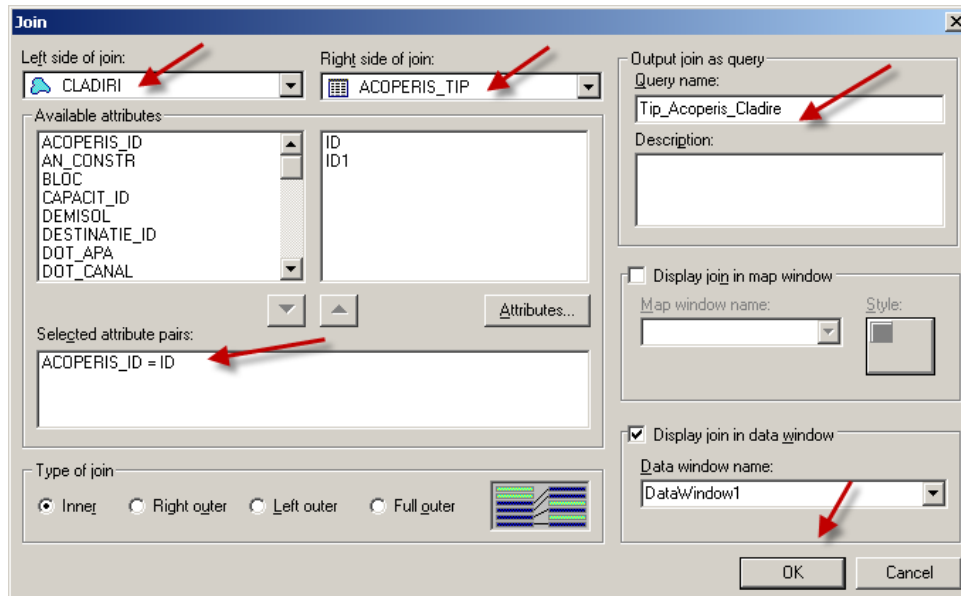 Join
Left side of join:
CLADIRI
Right side of join:
ACOPERIS_TIP
Available attributes
ACOPERIS_ID
AN_CONSTR
BLOC
CAPACIT_ID
DEMISOL
DESTINATIE_ID
DOT_APA
DOT_CANAL
ID
ID1
Attributes...
Selected attribute pairs:
ACOPERIS_ID = ID
Type of join
Inner
Right outer
Left outer
Full outer
Output join as query
Query name:
Tip_Acoperis_Cladire
Description:
Display join in map window
Map window name:
Style:
Display join in data window
Data window name:
DataWindow1
OK
Cancel